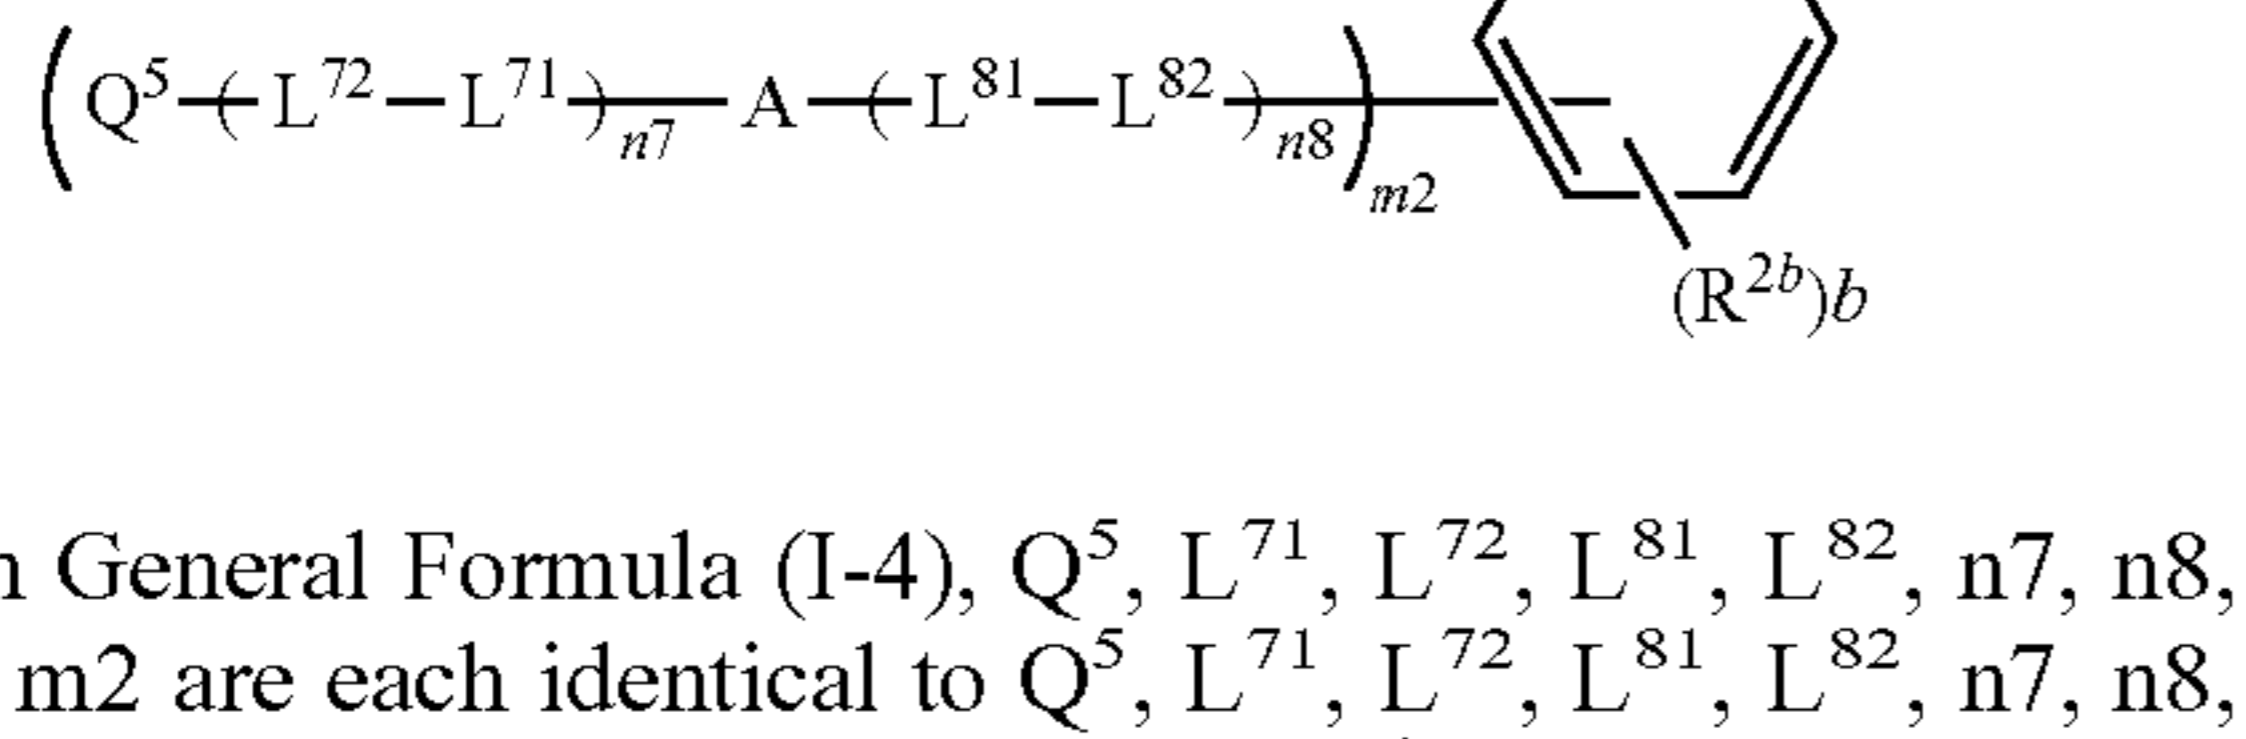 (Q⁵—(L⁷²—L⁷¹)n7—A—(L⁸¹—L⁸²)n8)m2
(R²ᵇ)b
General Formula (I-4), Q⁵, L⁷¹, L⁷², L⁸¹, L⁸², n7, n8,
m2 are each identical to Q⁵, L⁷¹, L⁷², L⁸¹, L⁸², n7, n8,